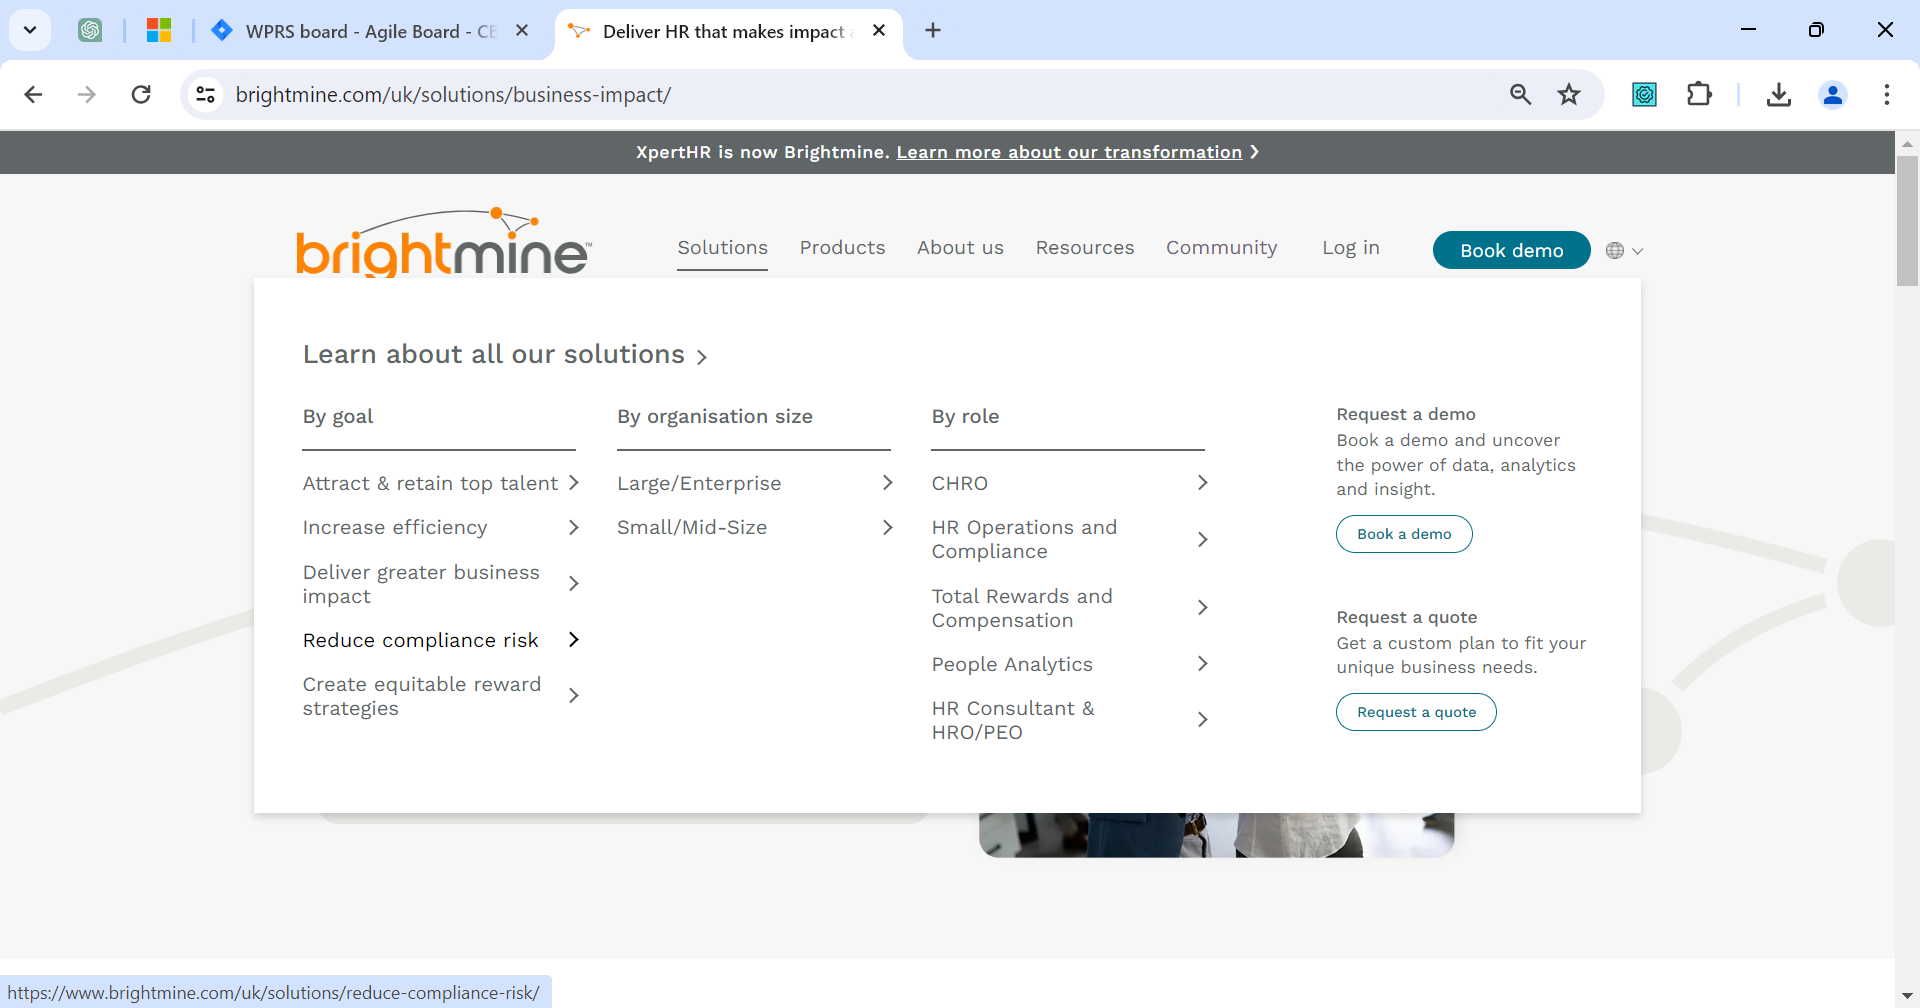 WPRS board - Agile Board - CE
Deliver HR that makes impact a
brightmine.com/uk/solutions/business-impact/
XpertHR is now Brightmine. Learn more about our transformation
brightmine™
Solutions
Products
About us
Resources
Community
Log in
Book demo
Learn about all our solutions
By goal
Attract & retain top talent
Increase efficiency
Deliver greater business
impact
Reduce compliance risk
Create equitable reward
strategies
By organisation size
Large/Enterprise
Small/Mid-Size
By role
CHRO
HR Operations and
Compliance
Total Rewards and
Compensation
People Analytics
HR Consultant &
HRO/PEO
Request a demo
Book a demo and uncover
the power of data, analytics
and insight.
Book a demo
Request a quote
Get a custom plan to fit your
unique business needs.
Request a quote
https://www.brightmine.com/uk/solutions/reduce-compliance-risk/